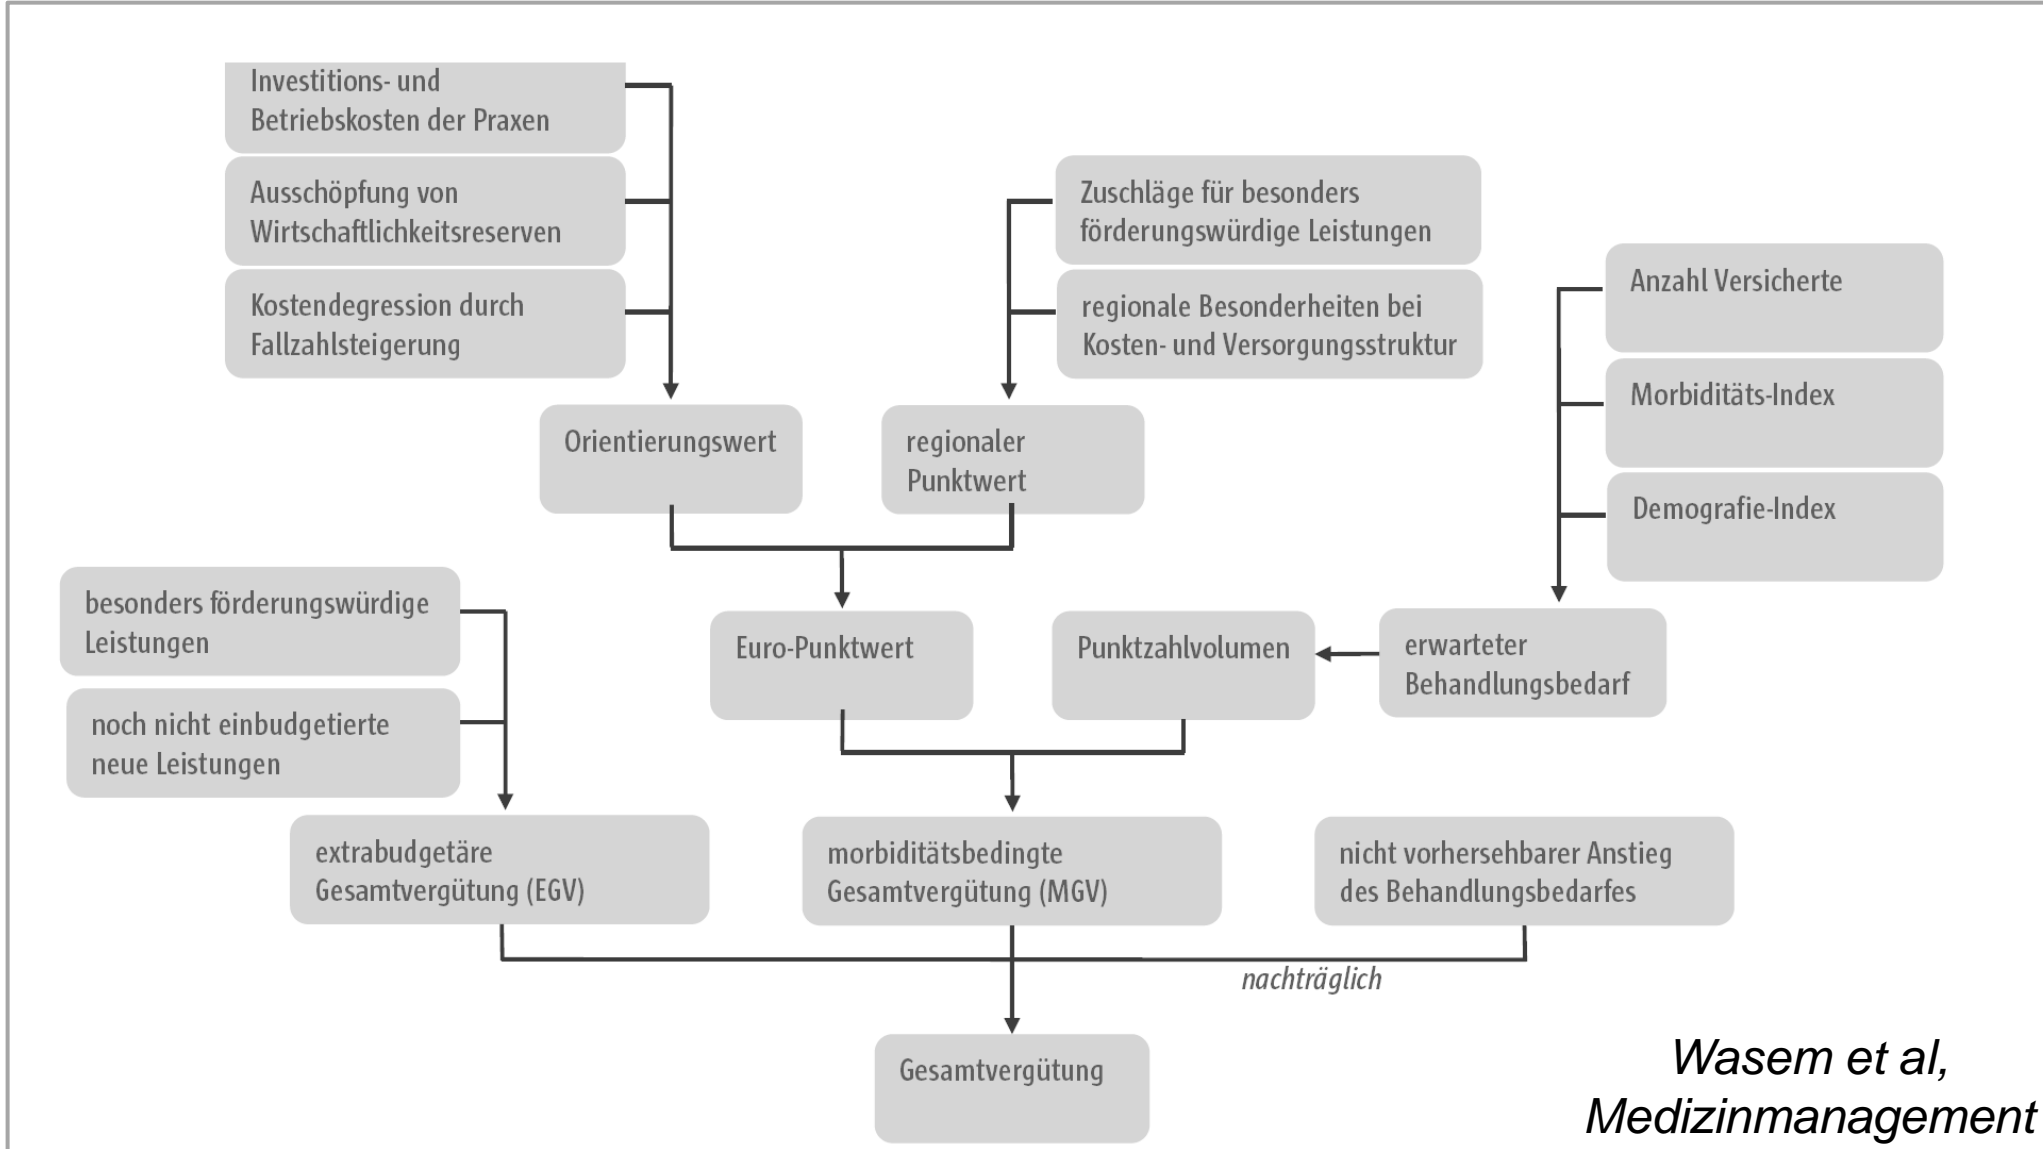 Investitions- und
Betriebskosten der Praxen
Ausschöpfung von
Wirtschaftlichkeitsreserven
Kostendegression durch
Fallzahlsteigerung
Zuschläge für besonders
förderungswürdige Leistungen
regionale Besonderheiten bei
Kosten- und Versorgungsstruktur
Anzahl Versicherte
Morbiditäts-Index
Demografie-Index
Orientierungswert
regionaler
Punktwert
besonders förderungswürdige
Leistungen
noch nicht einbudgetierte
neue Leistungen
Euro-Punktwert
Punktzahlvolumen
erwarteter
Behandlungsbedarf
extrabudgetäre
Gesamtvergütung (EGV)
morbiditätsbedingte
Gesamtvergütung (MGV)
nicht vorhersehbarer Anstieg
des Behandlungsbedarfes
nachträglich
Gesamtvergütung
Wasem et al,
Medizinmanagement